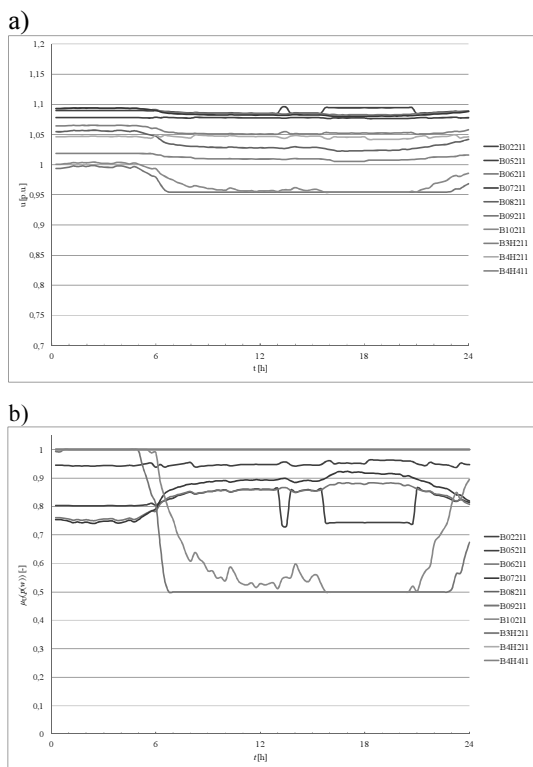 a)
1,2
1,15
1,1
1,05
1
0,95
0,9
0,85
0,8
0,75
0,7
u [p.u.]
0
6
12
18
24
t [h]
B02211
B05211
B06211
B07211
B08211
B09211
B10211
B3H211
B4H211
B4H411
b)
1
0,9
0,8
0,7
0,6
0,5
0,4
0,3
0,2
0,1
0
0
6
12
18
24
t [h]
B02211
B05211
B06211
B07211
B08211
B09211
B10211
B3H211
B4H211
B4H411